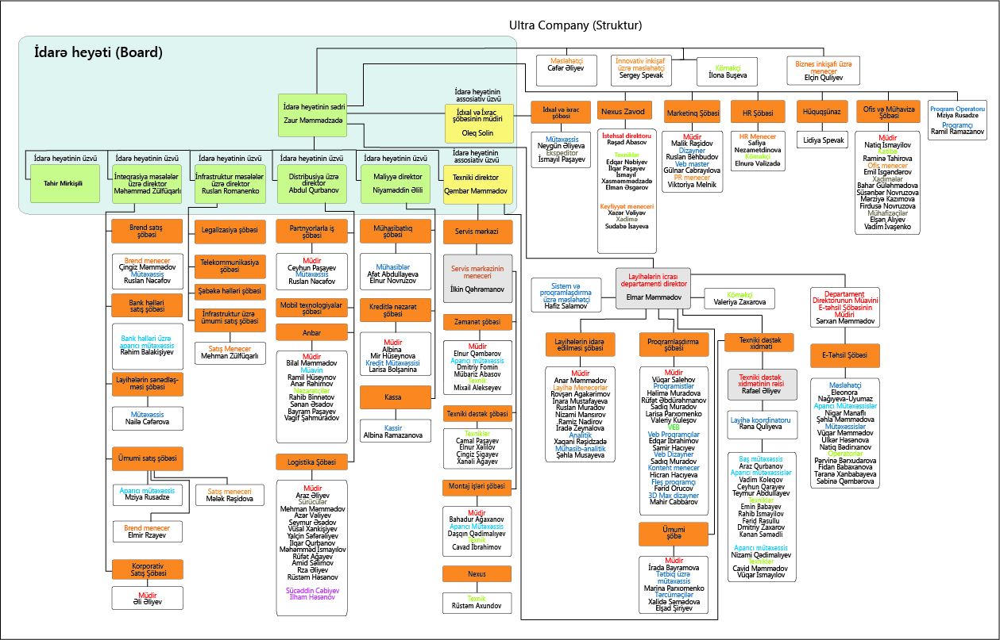 Ultra Company (Struktur)
İdarə heyəti (Board)
Məsləhətçi
Cəfər Əliyev
İnnovativ inkişaf
üzrə məsləhətçi
Sergey Spevak
Köməkçi
İlona Buşeva
Biznes inkişafı üzrə
menecer
Elçin Quliyev
İdarə heyətinin sədri
Zaur Məmmədzadə
İdarə heyətinin
assosiativ üzvü
İdxal və İxrac
şöbəsinin müdiri
Oleq Solin
İdxal və ixrac
şöbəsi
Mütəxəssis
Neyqün Əliyeva
Ekspeditor
İsmayıl Paşayev
Nexus Zavod
İstehsal direktoru
Rəşad Abasov
Texniklər
Edqar Nəbiyev
İlqar Paşayev
İsmayıl
Xasməmmədzadə
Elman Əsgərov
Keyfiyyət meneceri
Xəzər Vəliyev
Xadimə
Sudabə İsayeva
Marketinq Şöbəsi
Müdir
Malik Rəşidov
Dizayner
Ruslan Behbudov
Veb master
Gülnar Cəbrayılova
PR menecer
Viktoriya Melnik
HR Şöbəsi
HR Menecer
Safiya
Nezametdinova
Köməkçi
Elnurə Vəlizadə
Hüquqşünaz
Lidiya Spevak
Ofis və Mühavizə
Şöbəsi
Müdir
Natiq İsmayılov
Katibə
Raminə Tahirova
Ofis menecer
Emil İsgəndərov
Xadimələr
Bahar Güləhmədova
Süsənbər Novruzova
Mərziyə Kazımova
Firdusə Novruzova
Mühafizəçilər
Elşən Alıyev
Vadim İvaşenko
Proqram Operatoru
Mziya Rusadze
Proqramçı
Ramil Ramazanov
İdarə heyətinin üzvü
Tahir Mirkişili
İdarə heyətinin üzvü
İnteqrasiya məsələlər
üzrə direktor
Məhəmməd Zülfüqarlı
İdarə heyətinin üzvü
İnfrastruktur məsələlər
üzrə direktor
Ruslan Romanenko
İdarə heyətinin üzvü
Distribusiya üzrə
direktor
Abdul Qurbanov
İdarə heyətinin üzvü
Maliyyə direktor
Niyaməddin Əlili
İdarə heyətinin
assosiativ üzvü
Texniki direktor
Qəmbər Məmmədov
Brend satış
şöbəsi
Brend menecer
Çingiz Məmmədov
Mütəxəssis
Ruslan Nəcəfov
Bank həlləri
satış şöbəsi
Bank həlləri üzrə
aparıcı mütəxəssis
Rəhim Balakişiyev
Layihələrin sənədləş-
məsi şöbəsi
Mütəxəssis
Nailə Cəfərova
Ümumi satış şöbəsi
Aparıcı mütəxəssis
Mziya Rusadze
Satış meneceri
Mələk Rəşidova
Brend menecer
Elmir Rzayev
Korporativ
Satış Şöbəsi
Müdir
Əli Əliyev
Legalizasiya şöbəsi
Telekommunikasiya
şöbəsi
Şəbəkə həlləri şöbəsi
İnfrastruktur üzrə
ümumi satış şöbəsi
Satış Menecer
Mehman Zülfüqarlı
Partnyorlarla iş
şöbəsi
Müdir
Ceyhun Paşayev
Mütəxəssis
Ruslan Nəcəfov
Mobil texnologiyalar
şöbəsi
Anbar
Müdir
Bilal Məmmədov
Müavin
Ramil Hüseynov
Anar Rəhimov
Nəzarətçilər
Rahib Binnətov
Sənan Əsədov
Bayram Paşayev
Vaqif Şahmuradov
Logistika Şöbəsi
Müdir
Araz Əliyev
Sürücülər
Mehman Məmmədov
Azər Vəliyev
Seymur Əsədov
Vüsal Xankişiyev
Yalçin Səfərəliyev
İlqar Qurbanov
Məhəmməd İsmayılov
Rüfət Ağayev
Amid Səlimov
Rza Əliyev
Rüstəm Həsənov
Sücəddin Cəbiyev
İlham Həsənov
Mühasibatlıq
şöbəsi
Mühasiblər
Afət Abdullayeva
Elnur Novruzov
Kreditlə nəzarət
şöbəsi
Müdir
Albina
Mir Hüseynova
Kredit Mütəxəssisi
Larisa Bolşanina
Kassa
Kassir
Albina Ramazanova
Servis mərkəzi
Servis mərkəzinin
meneceri
İlkin Qəhrəmanov
Zəmanət şöbəsi
Müdir
Elnur Qəmbərov
Aparıcı mütəxəssis
Dmitriy Fomin
Mübariz Abasov
Texnik
Mixail Alekseyev
Texniki dəstək şöbəsi
Texniklər
Camal Paşayev
Elnur Xəlilov
Çingiz Şıgayev
Xanəli Ağayev
Montaj işləri şöbəsi
Müdjr
Bahadur Ağaxanov
Aparıcı Mütəxəssis
Daşqın Qədimalıyev
Texnik
Cavad İbrahimov
Nexus
Texnik
Rüstəm Axundov
Sistem və
proqramlaşdırma
üzrə məsləhətçi
Hafiz Salamov
Layihələrin icrası
departamenti direktor
Elmar Məmmədov
Köməkçi
Valeriya Zaxarova
Departament
Direktorunun Müavini
E-təhsil Şöbəsinin
Müdiri
Sərxan Məmmədov
Layihələrin idarə
edilməsi şöbəsi
Müdir
Anar Məmmədov
Layihə Menecerlər
Rovşən Agakərimov
İnara Mustafayeva
Ruslan Muradov
Nizami Mansırov
.Ramiz Nadirov
İradə Zeynalova
Analitik
Xaqani Rəşidzadə
Mühasib-analitik
Şəhla Musayeva
Proqramlaşdırma
şöbəsi
Müdir
Vüqar Salehov
Proqramistlər
Həlimə Muradova
Rüfət Əbdürəhmanov
Sadiq Muradov
Larisa Parxomenko
Valeriy Kuleşov
VEB
Veb Proqramçılar
Edqar İbrahimov
Samir Hacıyev
Veb Dizayner
Sadıq Muradov
Kontent menecer
Hicran Hacıyeva
Fleş proqramçı
Fərid Orucov
3D Max dizayner
Mahir Cabbarov
Ümumi
şöbə
Müdir
İradə Bayramova
Tətbiq üzrə
mütəxəssis
Marina Parxomenko
Tərcüməçilər
Xalidə Səmədova
Elşad Şiriyev
Texniki dəstək
xidməti
Texniki dəstək
xidmətinin rəisi
Rafael Əliyev
Layihə koordinatoru
Rəna Quliyeva
Baş mütəxəssis
Araz Qurbanov
Aparıcı mütəxəssislər
Vadim Koleqov
Ceyhun Qarayev
Teymur Abdullayev
Texniklər
Emin Babayev
Rahib İsmayilov
Fərid Rəsullu
Dmitriy Zaxarov
Kənan Səmədli
Aparıcı mütəxəssis
Nizami Qədimalıyev
Texniklər
Cavid Məmmədov
Vüqar İsmayılov
E-Təhsil Şöbəsi
Məsləhətçi
Eleonora
Nağıyeva-Uyumaz
Aparıcı Mütəxəssislər
Nigar Manaflı
Şəhla Məmmədova
Mütəxəssislər
Vüqar Məmmədov
Ülkər Həsənova
Natiq Bədirxanov
Operatorlar
Pərvinə Bərxudarova
Fidan Babaxanova
Təranə Xanbabayeva
Səbinə Qəmbərova